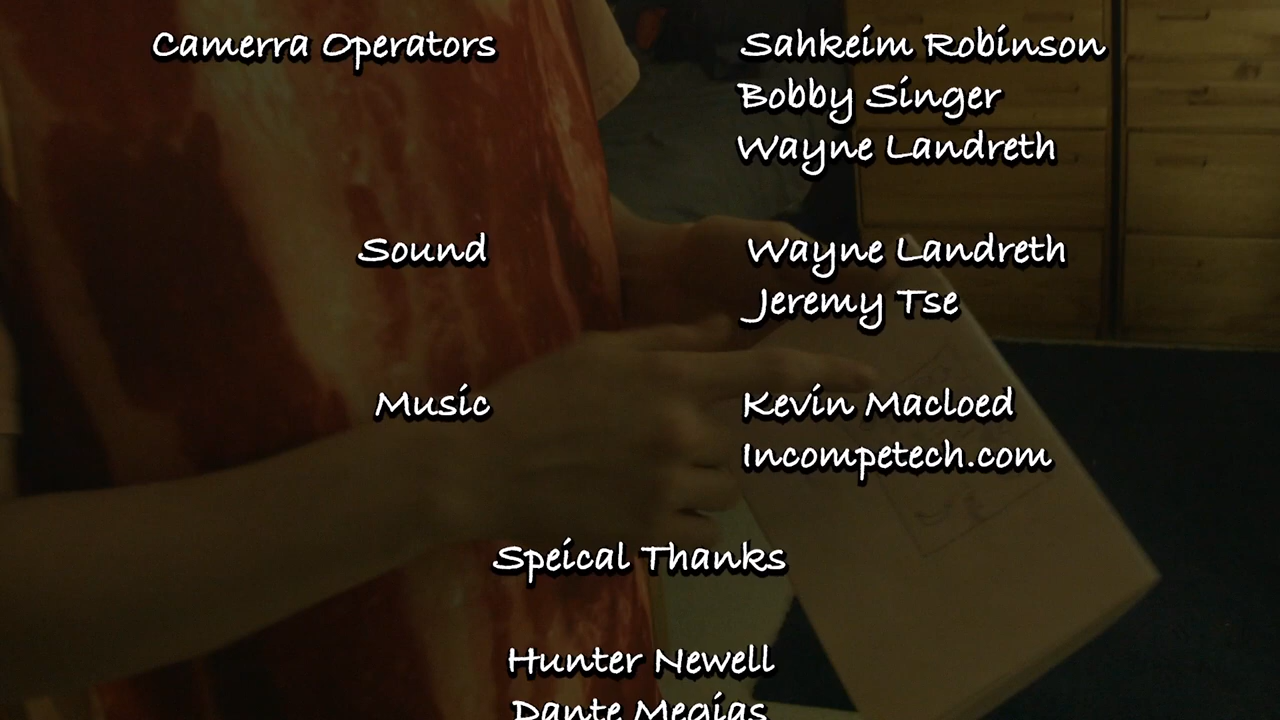 Camerra Operators Sahkeim Robinson
Bobby Singer
Wayne Landreth
Sound Wayne Landreth
Jeremy Tse
Music Kevin Macloed
Incompetech.com
Speical Thanks
Hunter Newell
Dante Megias